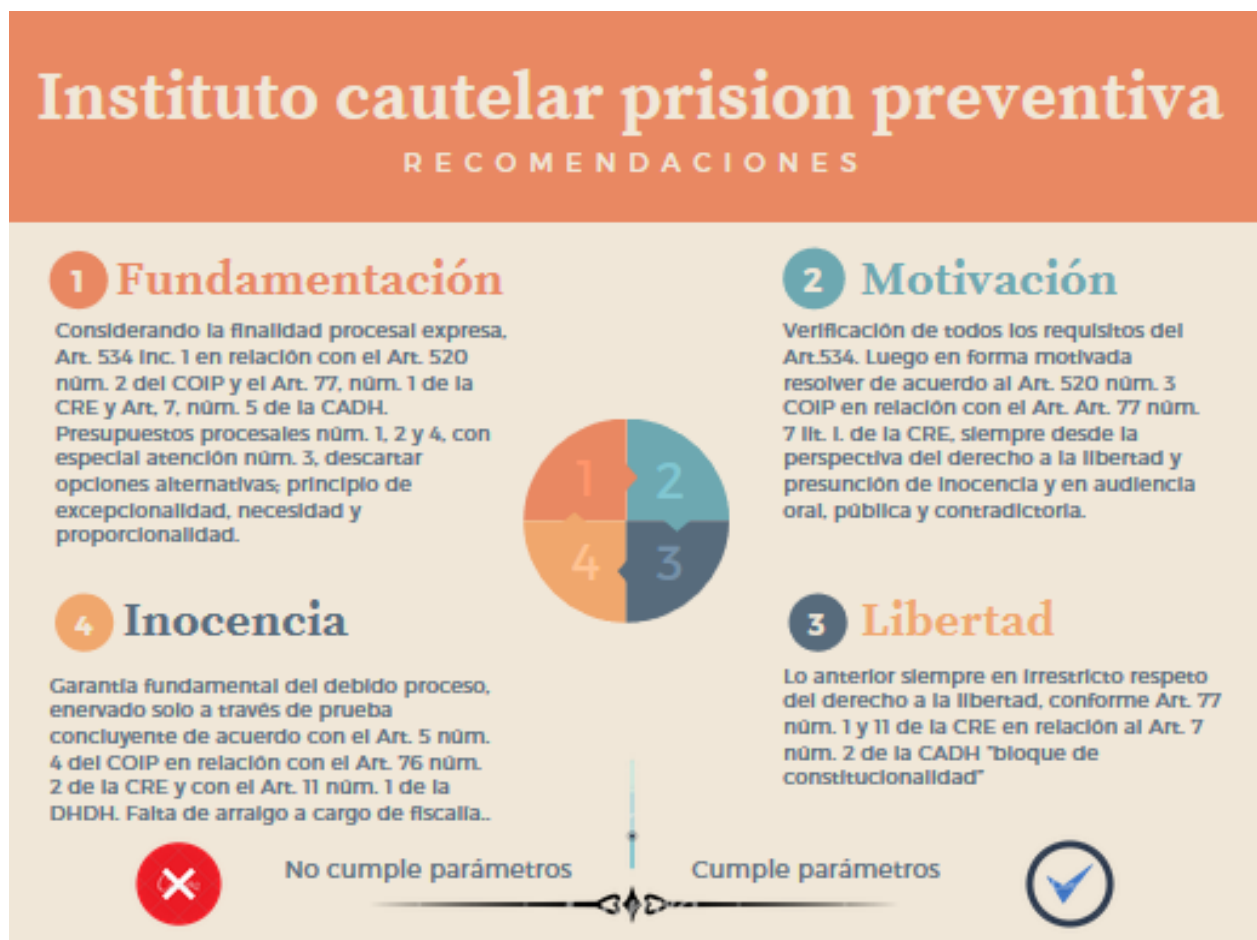 Instituto cautelar prision preventiva
RECOMENDACIONES
1 Fundamentación
Considerando la finalidad procesal expresa,
Art. 534 Inc. 1 en relación con el Art. 520
núm. 2 del COIP y el Art. 77, núm. 1 de la
CRE y Art, 7, núm. 5 de la CADH.
Presupuestos procesales núm. 1, 2 y 4, con
especial atención núm. 3, descartar
opciones alternativas; principio de
excepcionalidad, necesidad y
proporcionalidad.
2 Motivación
Verificación de todos los requisitos del
Art.534. Luego en forma motivada
resolver de acuerdo al Art. 520 núm. 3
COIP en relación con el Art. Art. 77 núm.
7 lit. l. de la CRE, siempre desde la
perspectiva del derecho a la libertad y
presunción de inocencia y en audiencia
oral, pública y contradictoria.
1 2
4 3
4 Inocencia
Garantía fundamental del debido proceso,
enervado solo a través de prueba
concluyente de acuerdo con el Art. 5 núm.
4 del COIP en relación con el Art. 76 núm.
2 de la CRE y con el Art. 11 núm. 1 de la
DHDH. Falta de arraigo a cargo de fiscalía..
3 Libertad
Lo anterior siempre en irrestricto respeto
del derecho a la libertad, conforme Art. 77
núm. 1 y 11 de la CRE en relación al Art. 7
núm. 2 de la CADH "bloque de
constitucionalidad"
No cumple parámetros
Cumple parámetros